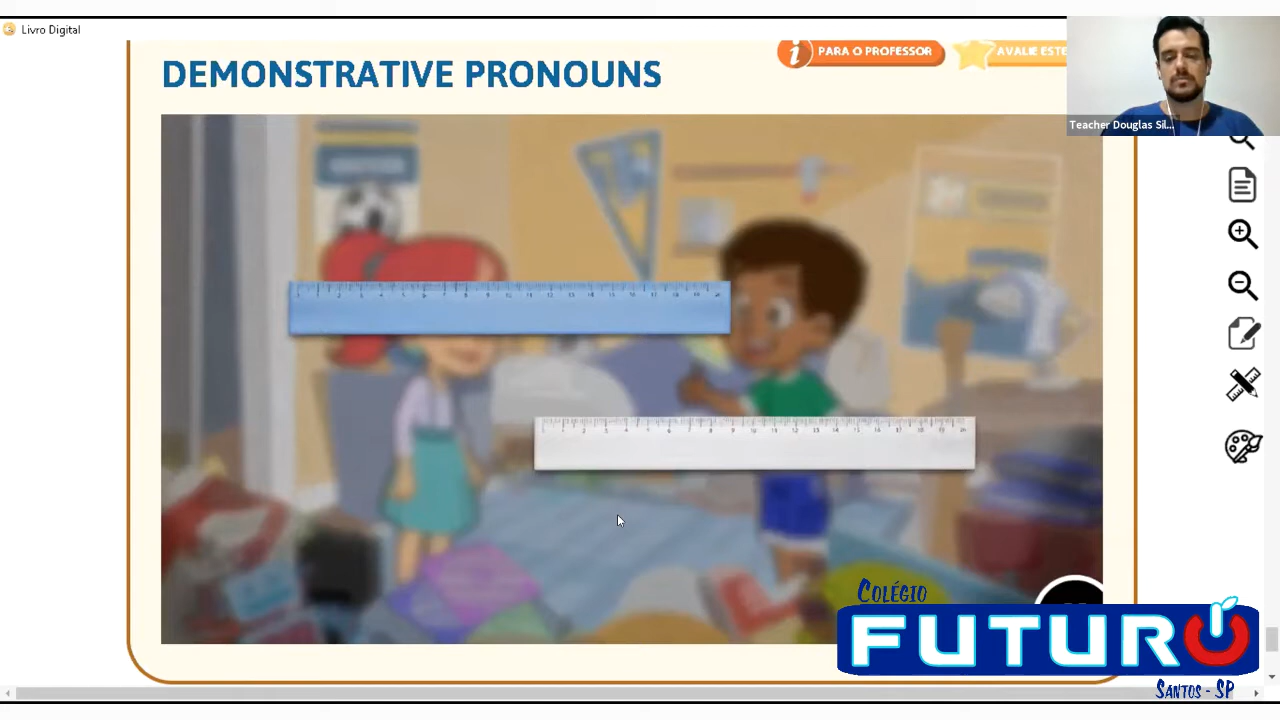 Livro Digital
PARA O PROFESSOR
AVALIE ESTE
DEMONSTRATIVE PRONOUNS
Teacher Douglas Sil...
COLÉGIO
FUTURO
SANTOS - SP